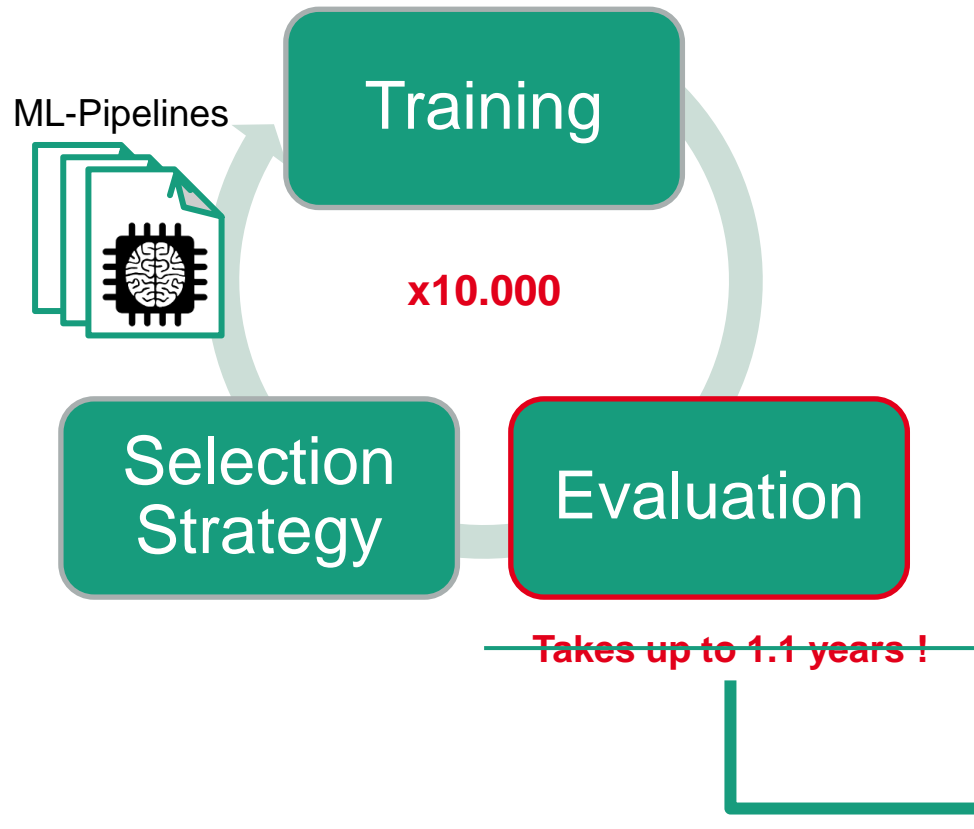 Training
ML-Pipelines
x10.000
Selection
Strategy
Evaluation
Takes up to 1.1 years !